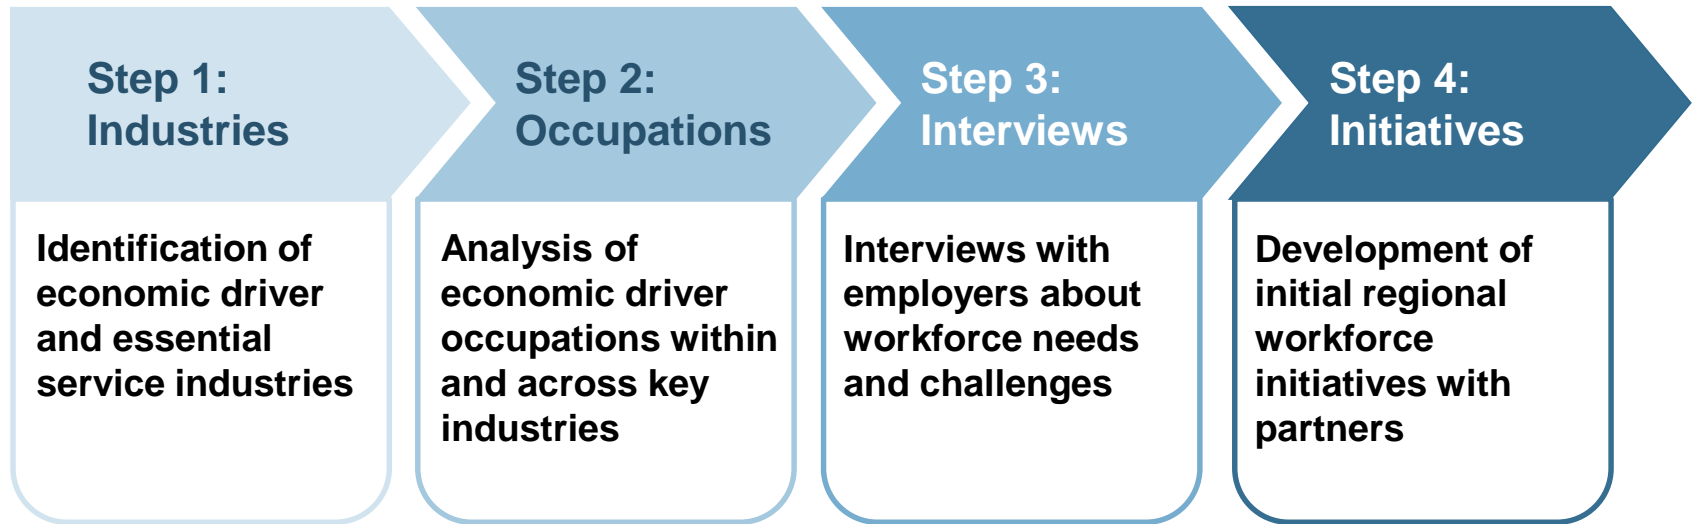 Step 1:
Industries
Identification of
economic driver
and essential
service industries
Step 2:
Occupations
Analysis of
economic driver
occupations within
and across key
industries
Step 3:
Interviews
Interviews with
employers about
workforce needs
and challenges
Step 4:
Initiatives
Development of
initial regional
workforce
initiatives with
partners